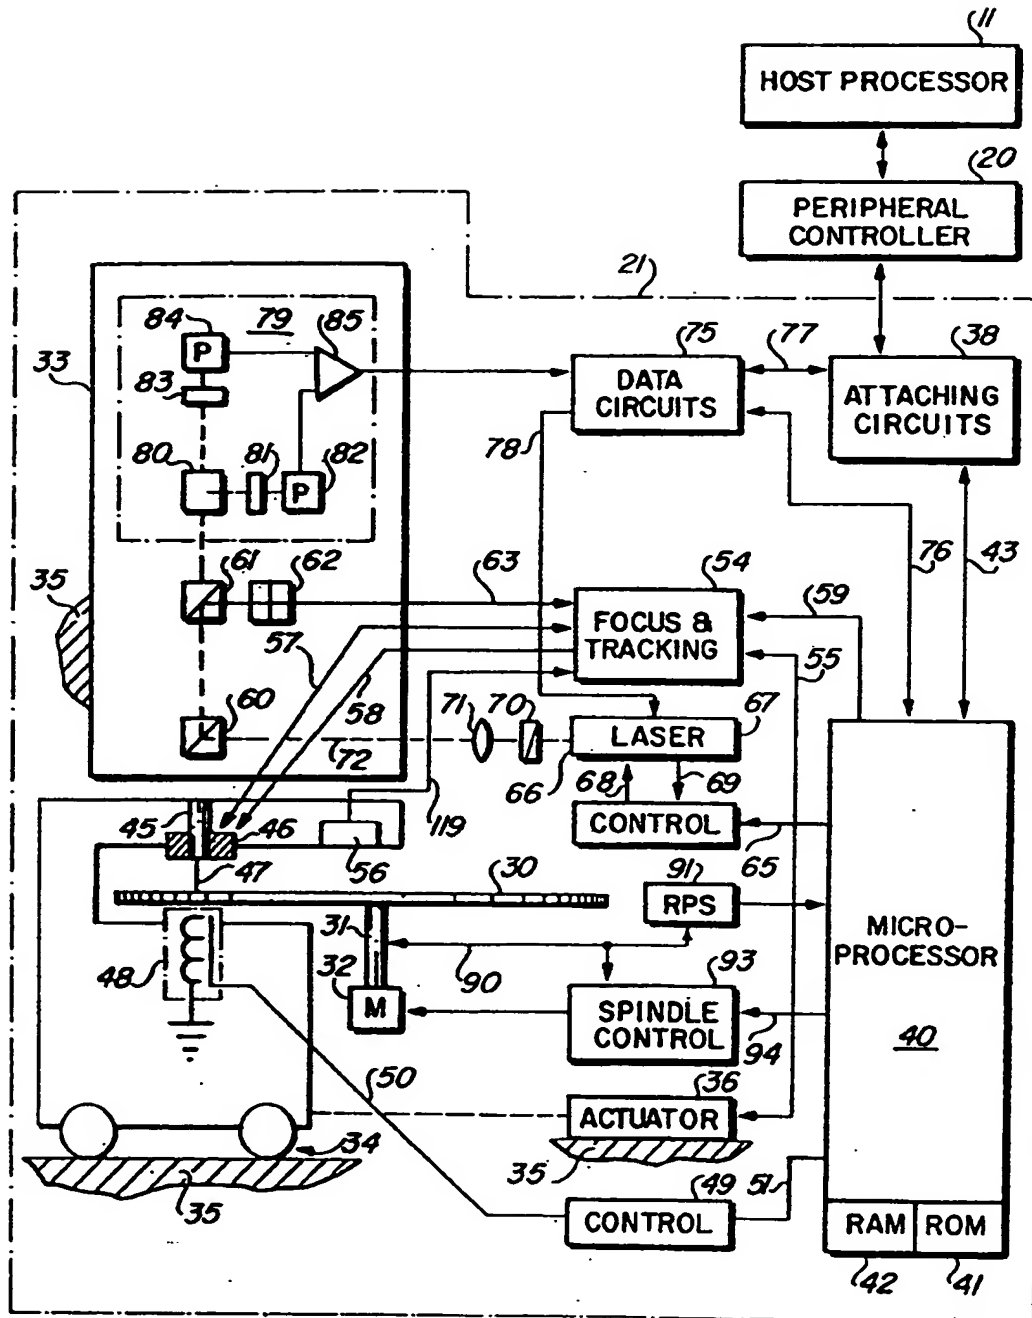 11
HOST PROCESSOR
20
PERIPHERAL
CONTROLLER
21
84
79
85
P
33
83
75
DATA
CIRCUITS
77
38
ATTACHING
CIRCUITS
78
80
81
82
P
61
62
63
54
FOCUS &
TRACKING
59
76
43
35
57
58
55
60
71
70
67
LASER
72
66
68
69
119
CONTROL
65
45
46
56
47
30
91
RPS
31
90
MICRO-
PROCESSOR
40
48
32
M
93
SPINDLE
CONTROL
94
50
36
ACTUATOR
34
35
35
49
CONTROL
51
RAM
ROM
42
41